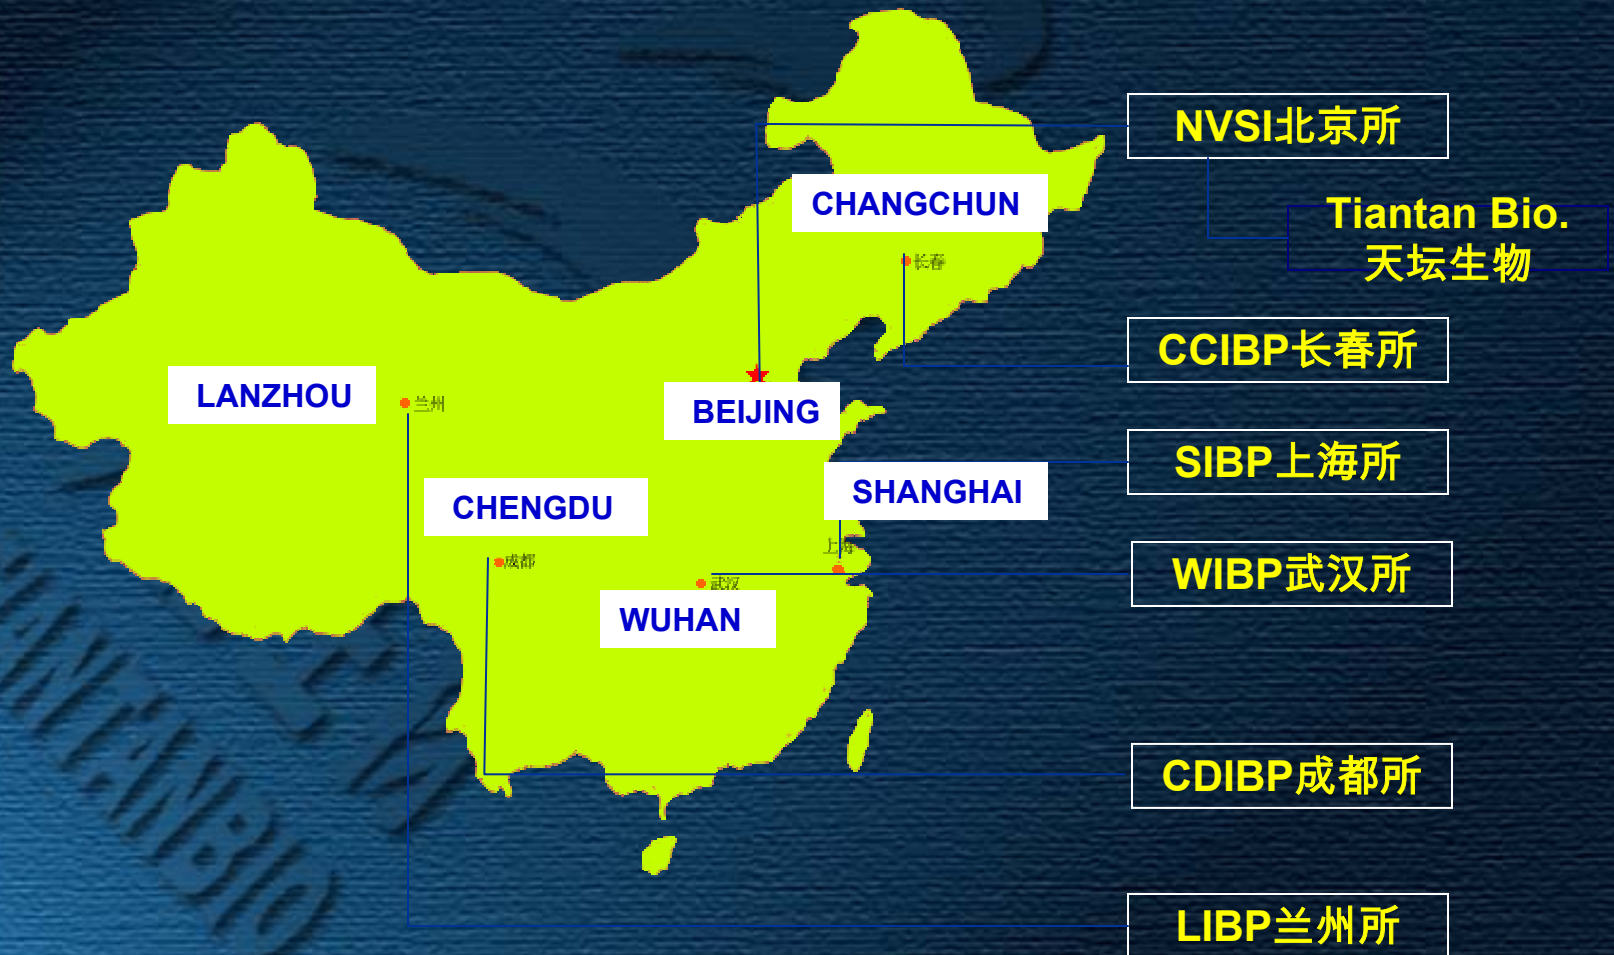 NVSI北京所
CHANGCHUN
Tiantan Bio.
天坛生物
长春
CCIBP长春所
LANZHOU
兰州
BEIJING
SIBP上海所
CHENGDU
SHANGHAI
成都
上海
WIBP武汉所
武汉
WUHAN
CDIBP成都所
LIBP兰州所